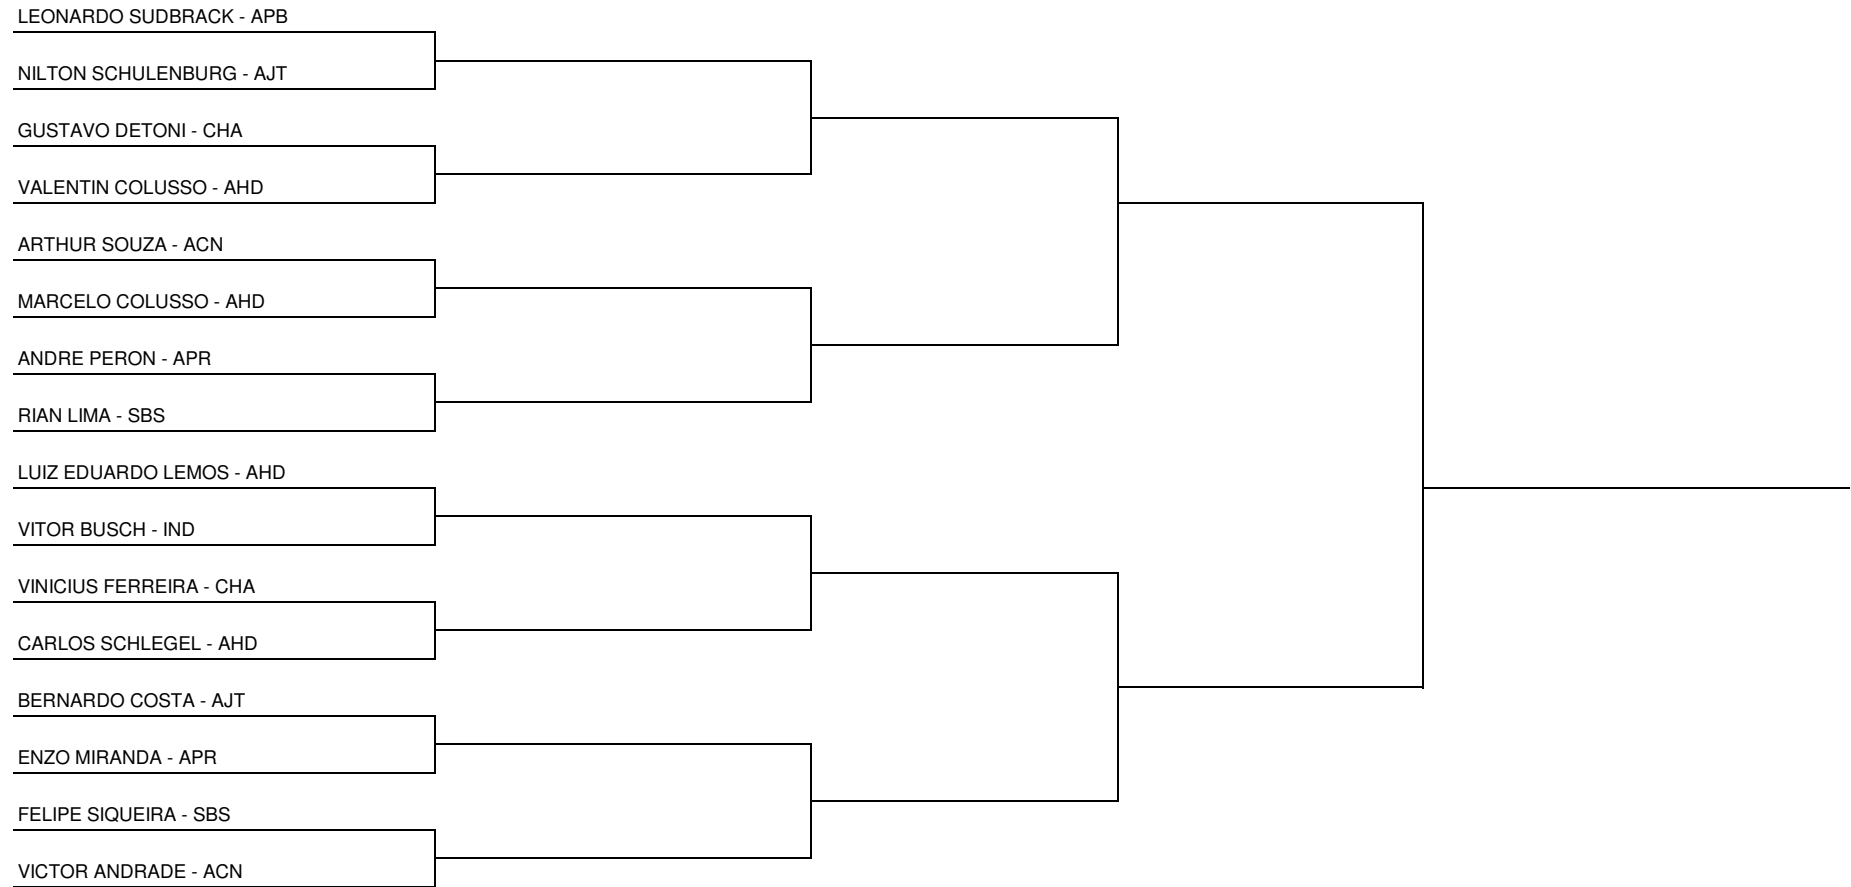 LEONARDO SUDBRACK - APB
NILTON SCHULENBURG - AJT
GUSTAVO DETONI - CHA
VALENTIN COLUSSO - AHD
ARTHUR SOUZA - ACN
MARCELO COLUSSO - AHD
ANDRE PERON - APR
RIAN LIMA - SBS
LUIZ EDUARDO LEMOS - AHD
VITOR BUSCH - IND
VINICIUS FERREIRA - CHA
CARLOS SCHLEGEL - AHD
BERNARDO COSTA - AJT
ENZO MIRANDA - APR
FELIPE SIQUEIRA - SBS
VICTOR ANDRADE - ACN